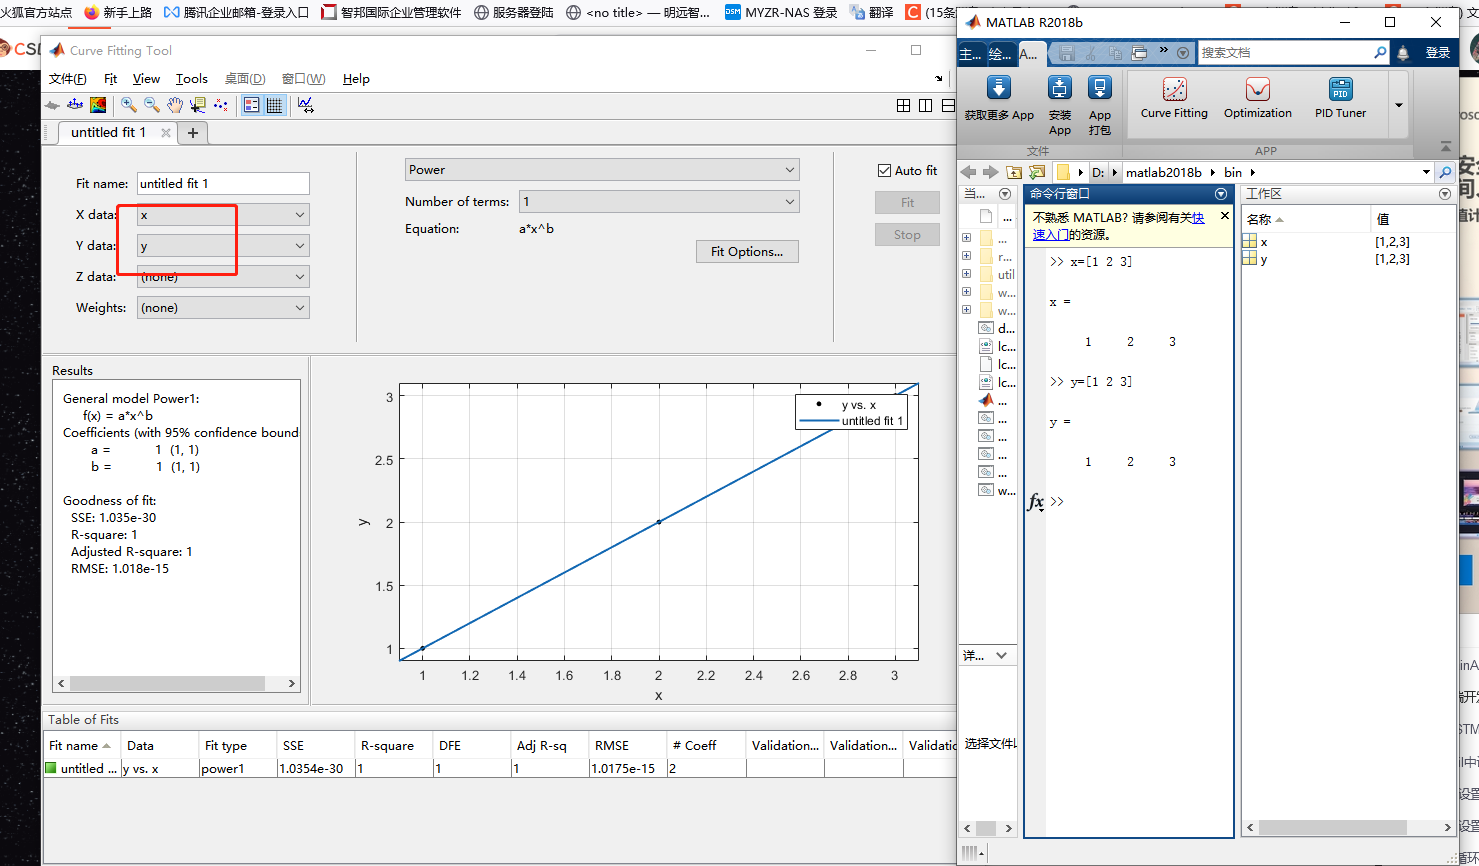 火狐官方站点 新手上路 腾讯企业邮箱-登录入口 智邦国际企业管理软件 服务器登陆 <no title> — 明远智... MYZR-NAS 登录 翻译 (15条
Curve Fitting Tool
文件(F) Fit View Tools 桌面(D) 窗口(W) Help
untitled fit 1
Fit name: untitled fit 1
X data: x
Y data: y
Z data: (none)
Weights: (none)
Power
Number of terms: 1
Equation: a*x^b
Fit Options...
Auto fit
Fit
Stop
Results
General model Power1:
f(x) = a*x^b
Coefficients (with 95% confidence bound
a = 1 (1, 1)
b = 1 (1, 1)
Goodness of fit:
SSE: 1.035e-30
R-square: 1
Adjusted R-square: 1
RMSE: 1.018e-15
y vs. x
untitled fit 1
3
2.5
2
1.5
1
y
1 1.2 1.4 1.6 1.8 2 2.2 2.4 2.6 2.8 3
x
Table of Fits
Fit name Data Fit type SSE R-square DFE Adj R-sq RMSE # Coeff Validation... Validation... Validatio
untitled ... y vs. x power1 1.0354e-30 1 1 1 1.0175e-15 2
MATLAB R2018b
主... 绘... A... 搜索文档 登录
获取更多 App 安装 App App 打包 Curve Fitting Optimization PID Tuner
文件 APP
D: matlab2018b bin
当...
...
...
r...
util
w...
w...
d...
lc...
lc...
lc...
...
...
...
...
...
w...
详...
选择文件以
命令行窗口
不熟悉 MATLAB? 请参阅有关快
速入门的资源。
>> x=[1 2 3]
x =
1 2 3
>> y=[1 2 3]
y =
1 2 3
fx >>
工作区
名称 值
x [1,2,3]
y [1,2,3]